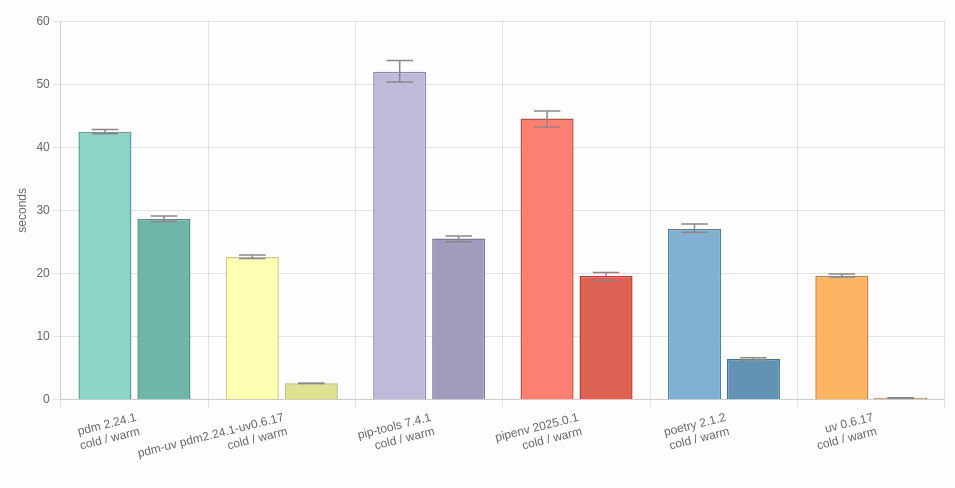 60
50
40
30
20
10
0
seconds
pdm 2.24.1
cold / warm
pdm-uv pdm2.24.1-uv0.6.17
cold / warm
pip-tools 7.4.1
cold / warm
pipenv 2025.0.1
cold / warm
poetry 2.1.2
cold / warm
uv 0.6.17
cold / warm